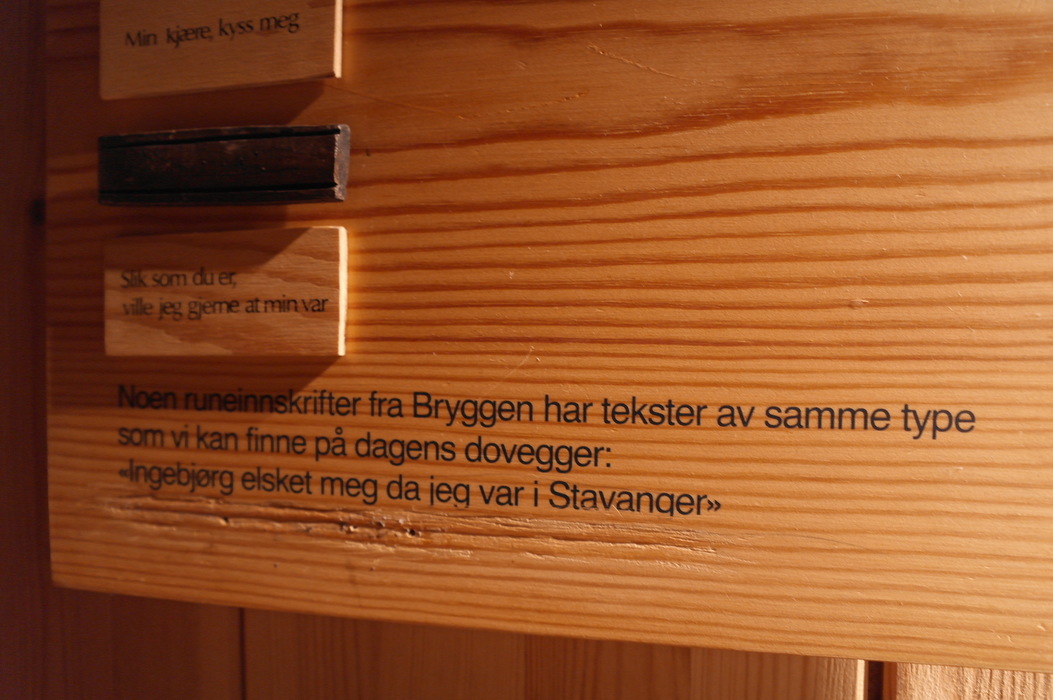 Min kjære, kyss meg
Slik som du er,
ville jeg gjerne at min var
Noen runeinnskrifter fra Bryggen har tekster av samme type
som vi kan finne på dagens dovegger:
«Ingebjørg elsket meg da jeg var i Stavanger»